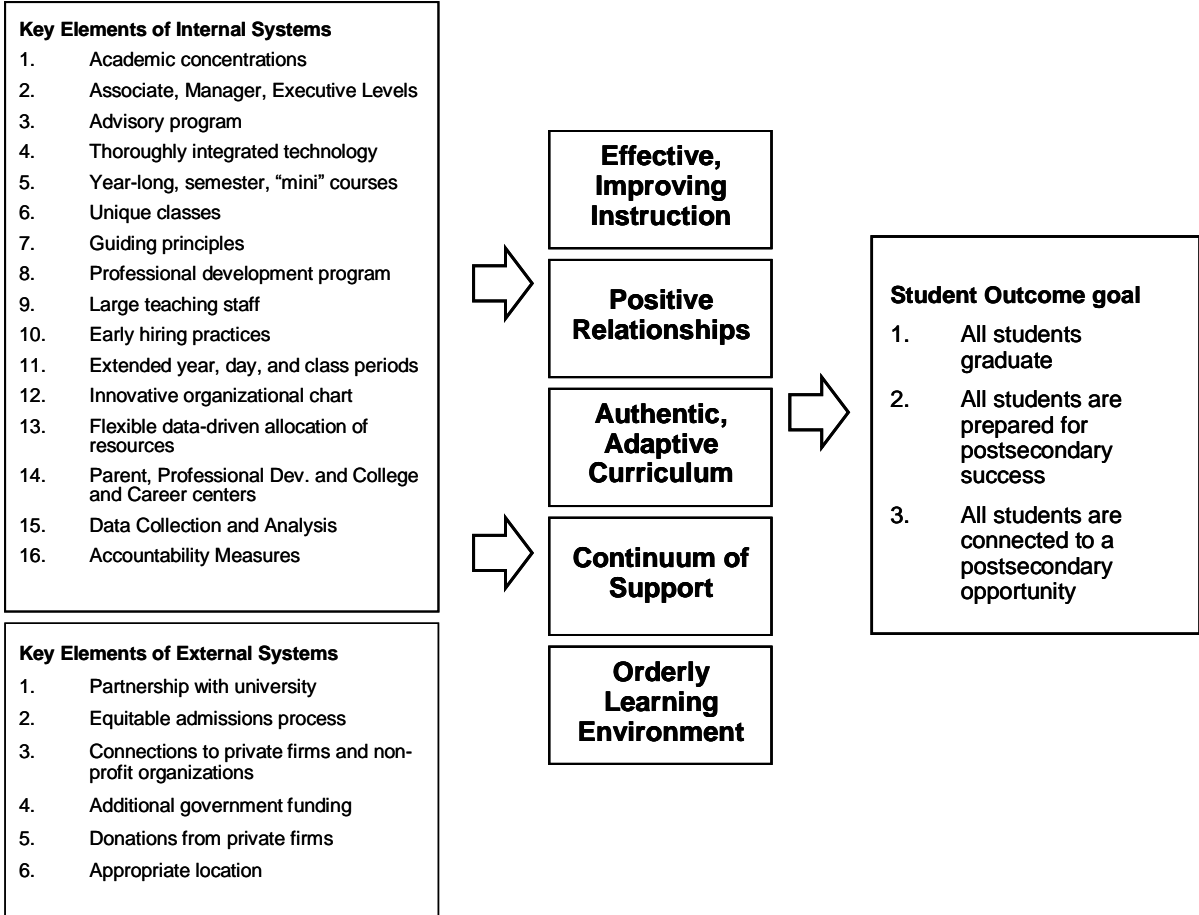 Key Elements of Internal Systems
1. Academic concentrations
2. Associate, Manager, Executive Levels
3. Advisory program
4. Thoroughly integrated technology
5. Year-long, semester, “mini” courses
6. Unique classes
7. Guiding principles
8. Professional development program
9. Large teaching staff
10. Early hiring practices
11. Extended year, day, and class periods
12. Innovative organizational chart
13. Flexible data-driven allocation of
resources
14. Parent, Professional Dev. and College
and Career centers
15. Data Collection and Analysis
16. Accountability Measures
Key Elements of External Systems
1. Partnership with university
2. Equitable admissions process
3. Connections to private firms and non-
profit organizations
4. Additional government funding
5. Donations from private firms
6. Appropriate location
Effective,
Improving
Instruction
Positive
Relationships
Authentic,
Adaptive
Curriculum
Continuum of
Support
Orderly
Learning
Environment
Student Outcome goal
1. All students
graduate
2. All students are
prepared for
postsecondary
success
3. All students are
connected to a
postsecondary
opportunity